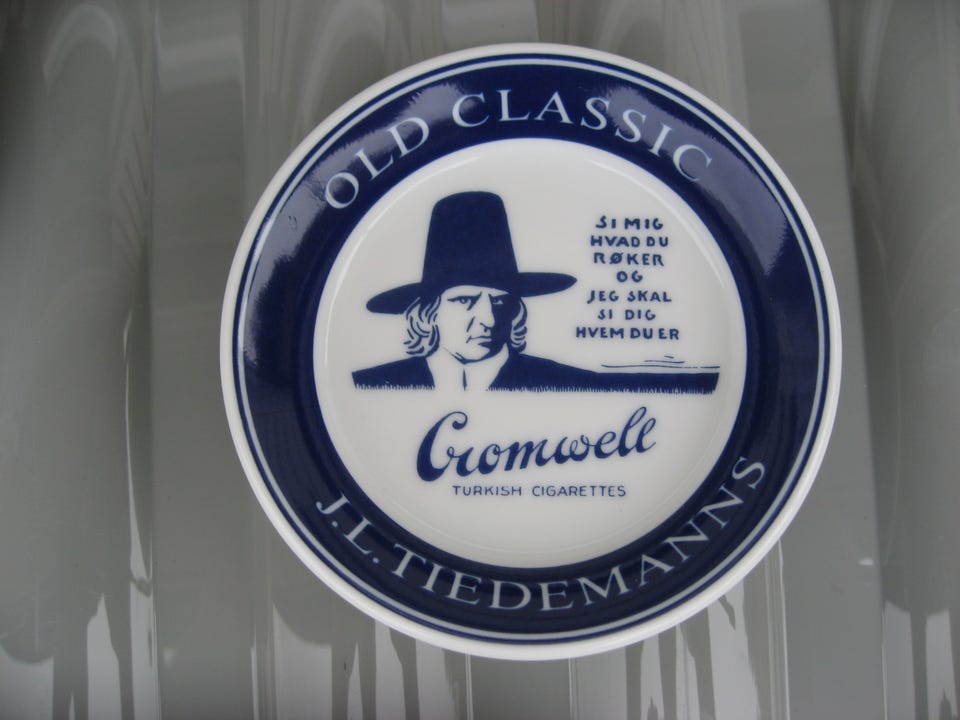 OLD CLASSIC
SI MIG
HVAD DU
RØKER
OG
JEG SKAL
SI DIG
HVEM DU ER
Cromwell
TURKISH CIGARETTES
J.L.TIEDEMANNS